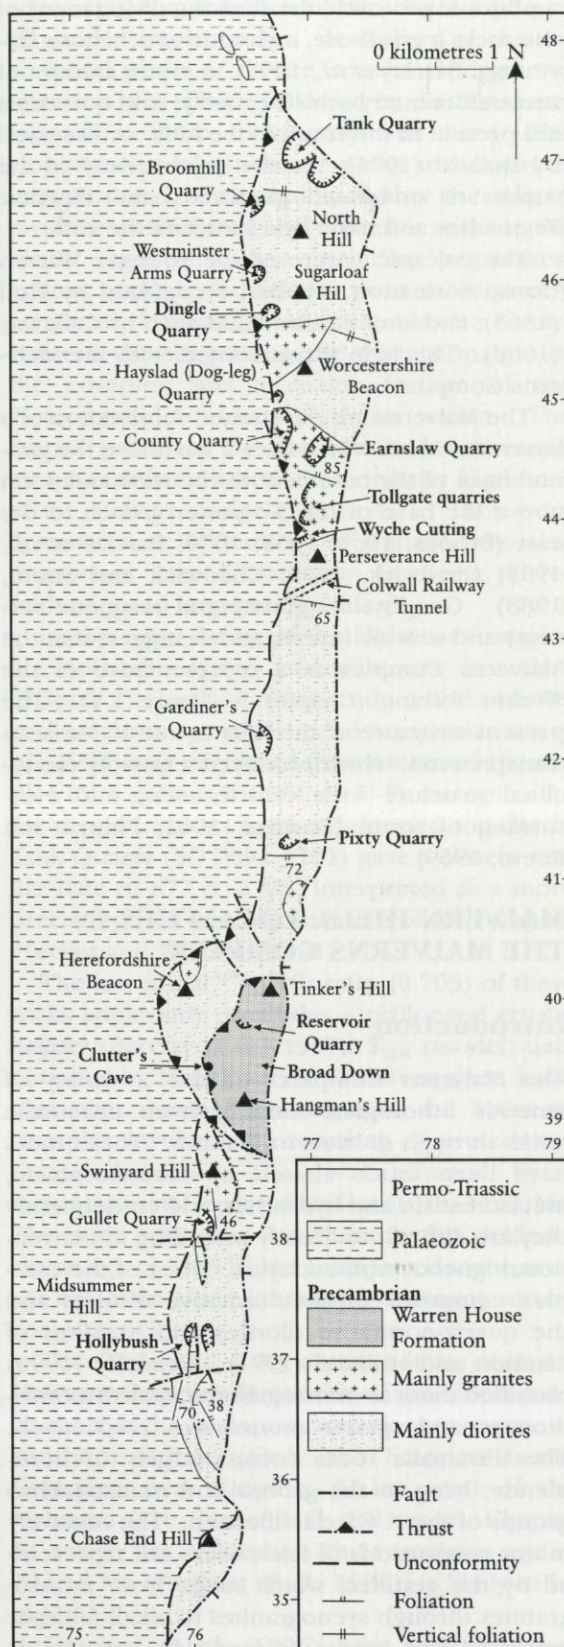 48
0 kilometres 1 N
Tank Quarry
47
Broomhill
Quarry
North
Hill
Westminster
Arms Quarry
46
Sugarloaf
Hill
Dingle
Quarry
Worcestershire
Beacon
Hayslad (Dog-leg)
Quarry
45
County Quarry
Earnslaw Quarry
85
Tollgate quarries
44
Wyche Cutting
Perseverance Hill
Colwall Railway
Tunnel
65
43
Gardiner's
Quarry
42
Pixty Quarry
72
41
Herefordshire
Beacon
Tinker's Hill
40
Reservoir
Quarry
Clutter's
Cave
Broad Down
Hangman's Hill
39
77
78
79
Swinyard Hill
Gullet Quarry
46
38
Midsummer
Hill
Hollybush
Quarry
37
38
70
36
Chase End Hill
35
75
76
Permo-Triassic
Palaeozoic
Precambrian
Warren House
Formation
Mainly granites
Mainly diorites
Fault
Thrust
Unconformity
Foliation
Vertical foliation